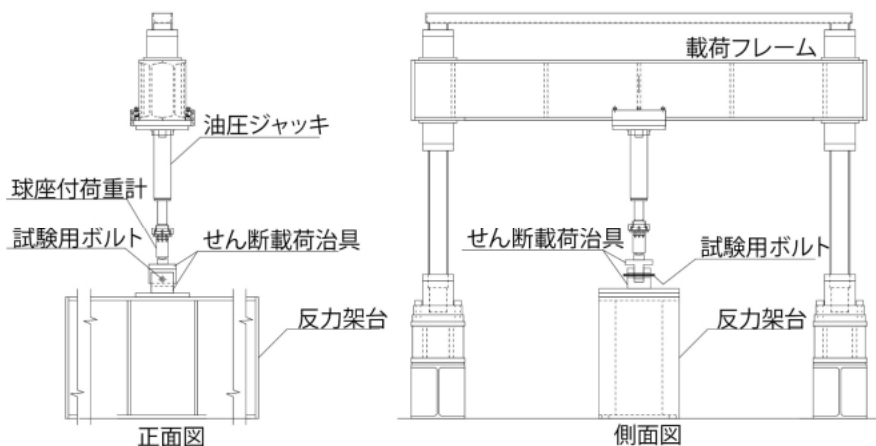 油圧ジャッキ
球座付荷重計
試験用ボルト
せん断載荷治具
反力架台
正面図
載荷フレーム
せん断載荷治具
試験用ボルト
反力架台
側面図